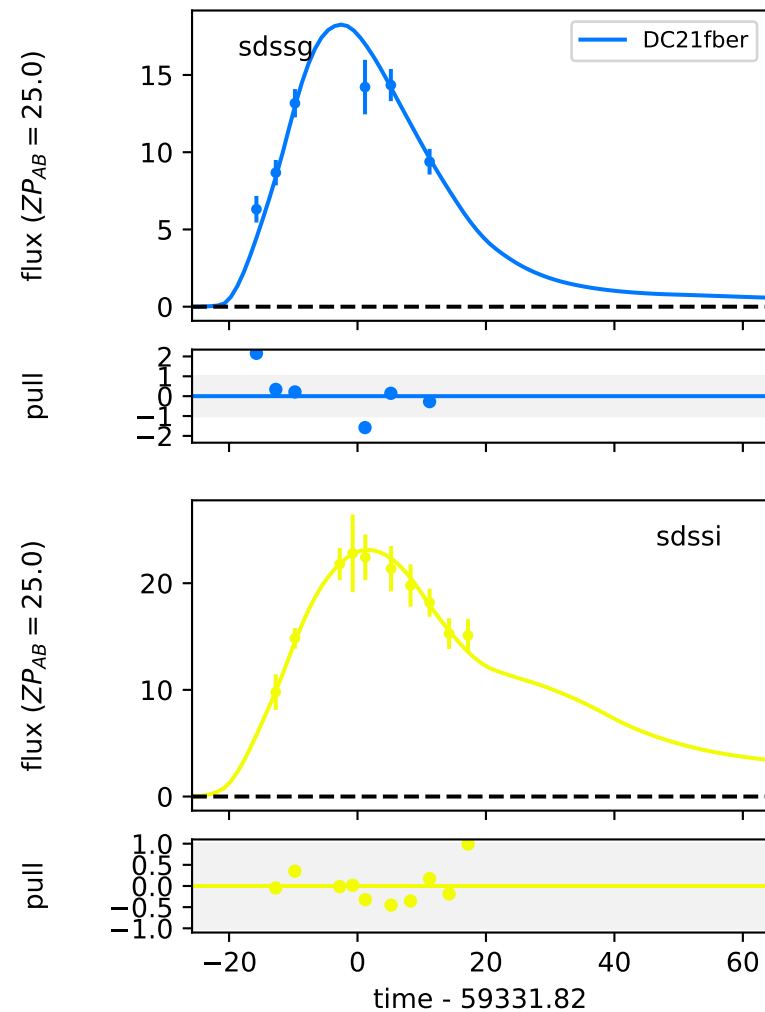 sdssg
DC21fber
flux ($ZP_{AB}$ = 25.0)
15
10
5
0
pull
2
1
0
−1
−2
sdssi
flux ($ZP_{AB}$ = 25.0)
20
10
0
pull
1.0
0.5
0.0
−0.5
−1.0
−20 0 20 40 60
time - 59331.82